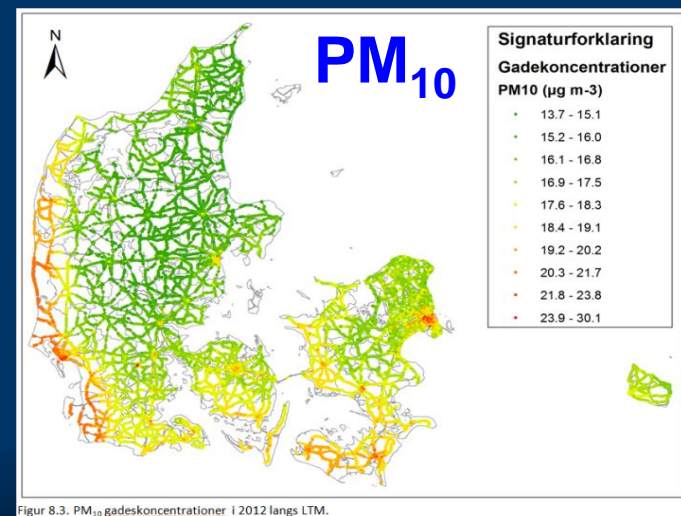 N
PM₁₀
Signaturforklaring
Gadekoncentrationer
PM10 (µg m-3)
13.7 - 15.1
15.2 - 16.0
16.1 - 16.8
16.9 - 17.5
17.6 - 18.3
18.4 - 19.1
19.2 - 20.2
20.3 - 21.7
21.8 - 23.8
23.9 - 30.1
Figur 8.3. PM₁₀ gadeskoncentrationer i 2012 langs LTM.